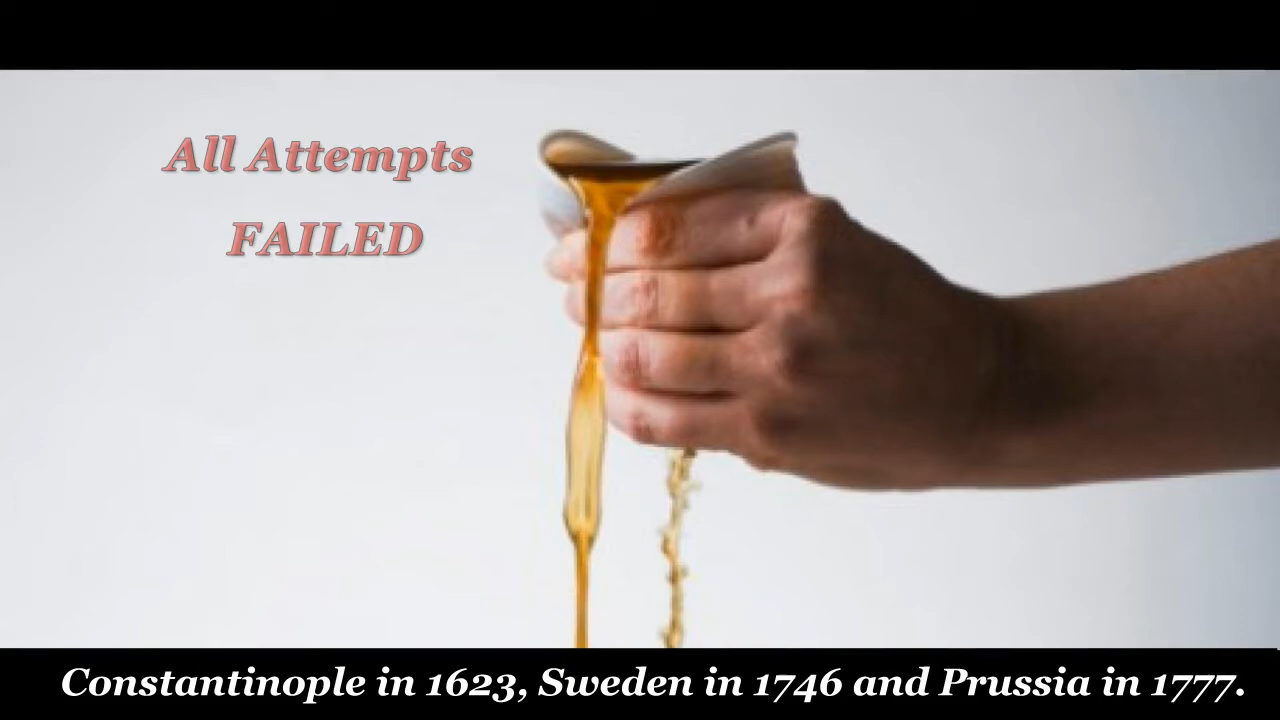 All Attempts
FAILED
Constantinople in 1623, Sweden in 1746 and Prussia in 1777.